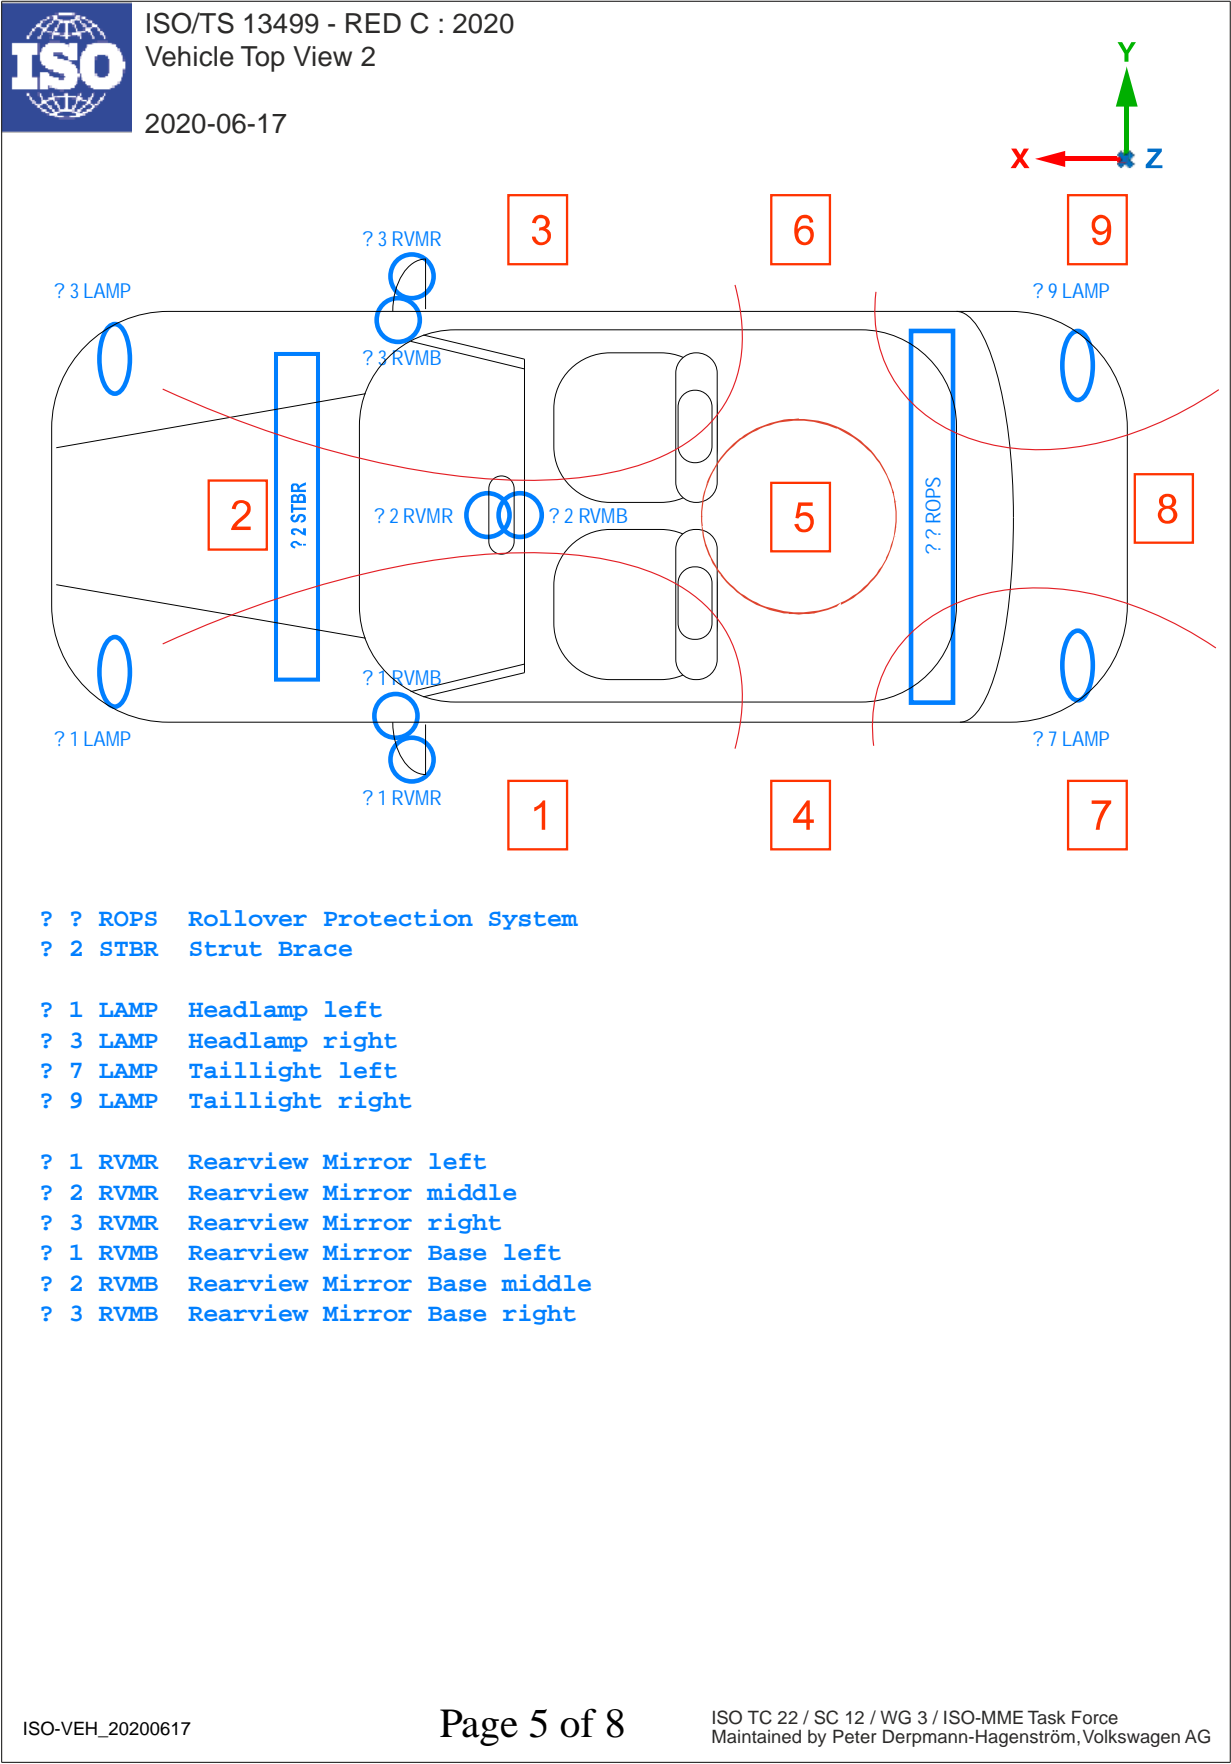 ISO
ISO/TS 13499 - RED C : 2020
Vehicle Top View 2
2020-06-17
Y
X
Z
3
6
9
? 3 RVMR
? 3 LAMP
? 9 LAMP
? 3 RVMB
2
? 2 STBR
? 2 RVMR
? 2 RVMB
5
? ? ROPS
8
? 1 RVMB
? 1 LAMP
? 7 LAMP
? 1 RVMR
1
4
7
? ? ROPS Rollover Protection System
? 2 STBR Strut Brace
? 1 LAMP Headlamp left
? 3 LAMP Headlamp right
? 7 LAMP Taillight left
? 9 LAMP Taillight right
? 1 RVMR Rearview Mirror left
? 2 RVMR Rearview Mirror middle
? 3 RVMR Rearview Mirror right
? 1 RVMB Rearview Mirror Base left
? 2 RVMB Rearview Mirror Base middle
? 3 RVMB Rearview Mirror Base right
ISO-VEH_20200617
Page 5 of 8
ISO TC 22 / SC 12 / WG 3 / ISO-MME Task Force
Maintained by Peter Derpmann-Hagenström, Volkswagen AG